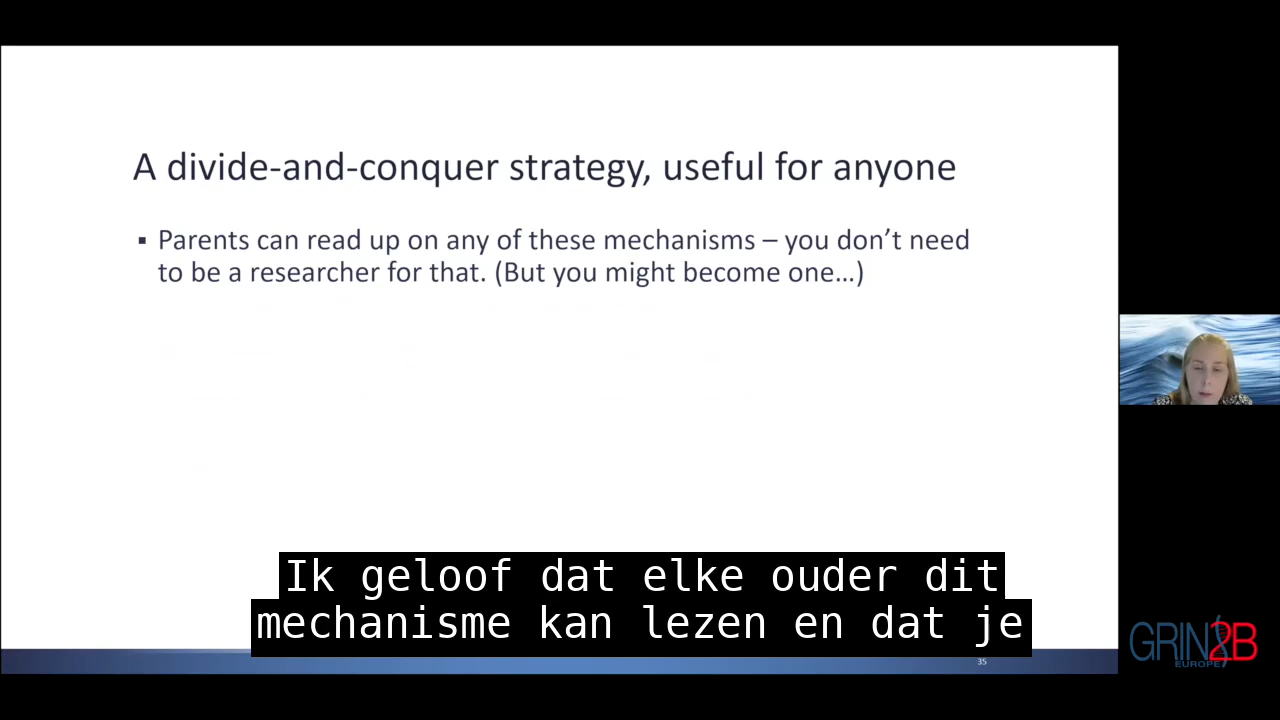 A divide-and-conquer strategy, useful for anyone
▪ Parents can read up on any of these mechanisms – you don’t need
to be a researcher for that. (But you might become one…)
Ik geloof dat elke ouder dit
mechanisme kan lezen en dat je
35
GRIN2B
EUROPE